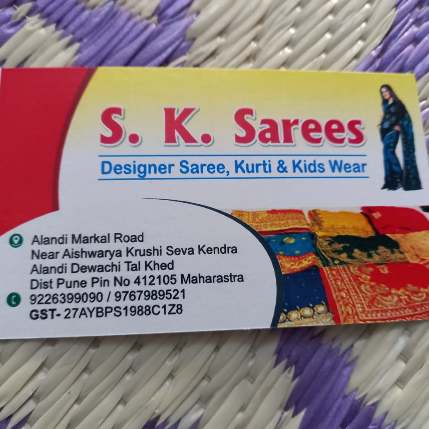 S. K. Sarees
Designer Saree, Kurti & Kids Wear
Alandi Markal Road
Near Aishwarya Krushi Seva Kendra
Alandi Dewachi Tal Khed
Dist Pune Pin No 412105 Maharastra
9226399090 / 9767989521
GST- 27AYBPS1988C1Z8